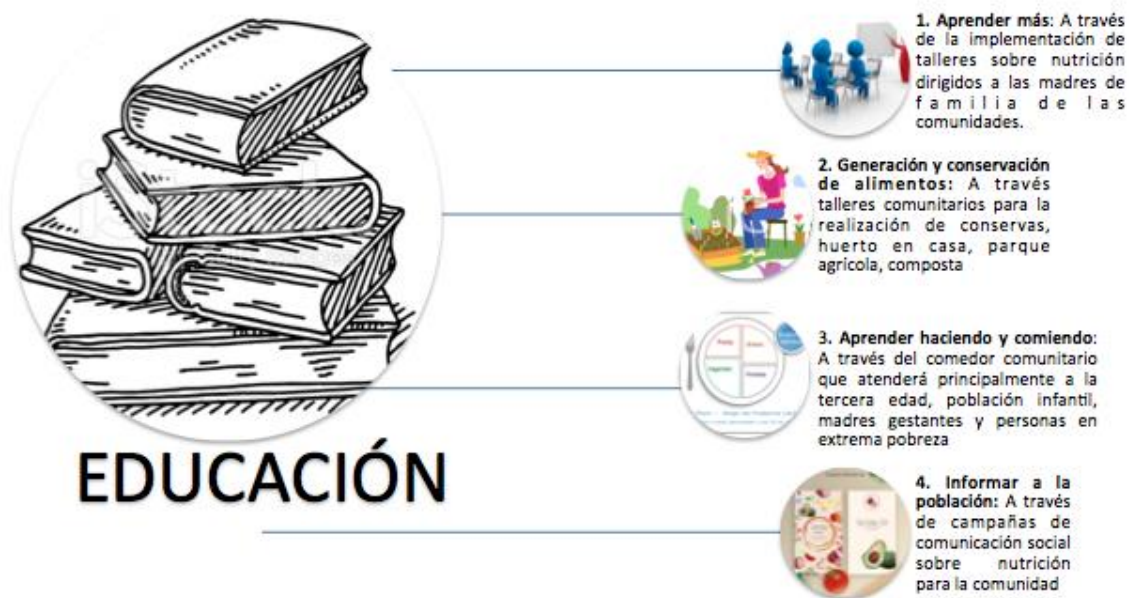 EDUCACIÓN
1. Aprender más: A través
de la implementación de
talleres sobre nutrición
dirigidos a las madres de
familia de las
comunidades.
2. Generación y conservación
de alimentos: A través
talleres comunitarios para la
realización de conservas,
huerto en casa, parque
agrícola, composta
3. Aprender haciendo y comiendo:
A través del comedor comunitario
que atenderá principalmente a la
tercera edad, población infantil,
madres gestantes y personas en
extrema pobreza
4. Informar a la
población: A través
de campañas de
comunicación social
sobre nutrición
para la comunidad